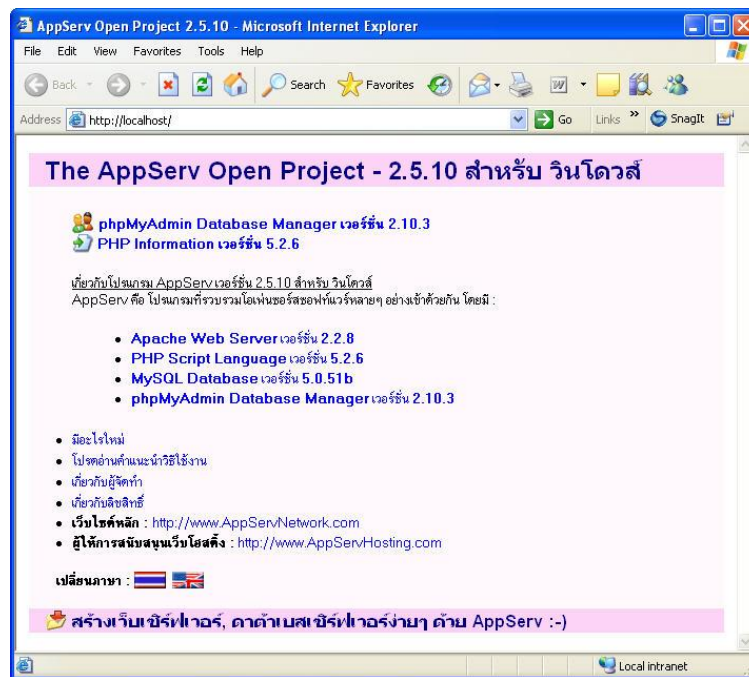 AppServ Open Project 2.5.10 - Microsoft Internet Explorer
File Edit View Favorites Tools Help
Back Search Favorites
Address http://localhost/ Go Links » SnagIt
The AppServ Open Project - 2.5.10 สำหรับ วินโดวส์
phpMyAdmin Database Manager เวอร์ชั่น 2.10.3
PHP Information เวอร์ชั่น 5.2.6
เกี่ยวกับโปรแกรม AppServ เวอร์ชั่น 2.5.10 สำหรับ วินโดวส์
AppServ คือ โปรแกรมที่รวบรวมโอเพ่นซอร์สซอฟท์แวร์หลายๆ อย่างเข้าด้วยกัน โดยมี :
• Apache Web Server เวอร์ชั่น 2.2.8
• PHP Script Language เวอร์ชั่น 5.2.6
• MySQL Database เวอร์ชั่น 5.0.51b
• phpMyAdmin Database Manager เวอร์ชั่น 2.10.3
• มีอะไรใหม่
• โปรดอ่านคำแนะนำวิธีใช้งาน
• เกี่ยวกับผู้จัดทำ
• เกี่ยวกับลิขสิทธิ์
• เว็บไซต์หลัก : http://www.AppServNetwork.com
• ผู้ให้การสนับสนุนเว็บโฮสติ้ง : http://www.AppServHosting.com
เปลี่ยนภาษา :
สร้างเว็บเซิร์ฟเวอร์, ดาต้าเบสเซิร์ฟเวอร์ง่ายๆ ด้วย AppServ :-)
Local intranet